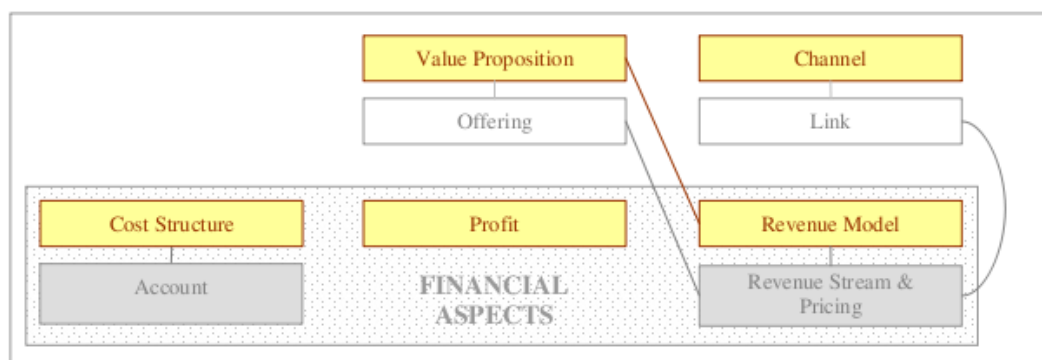 Value Proposition
Channel
Offering
Link
Cost Structure
Profit
Revenue Model
Account
FINANCIAL
ASPECTS
Revenue Stream &
Pricing